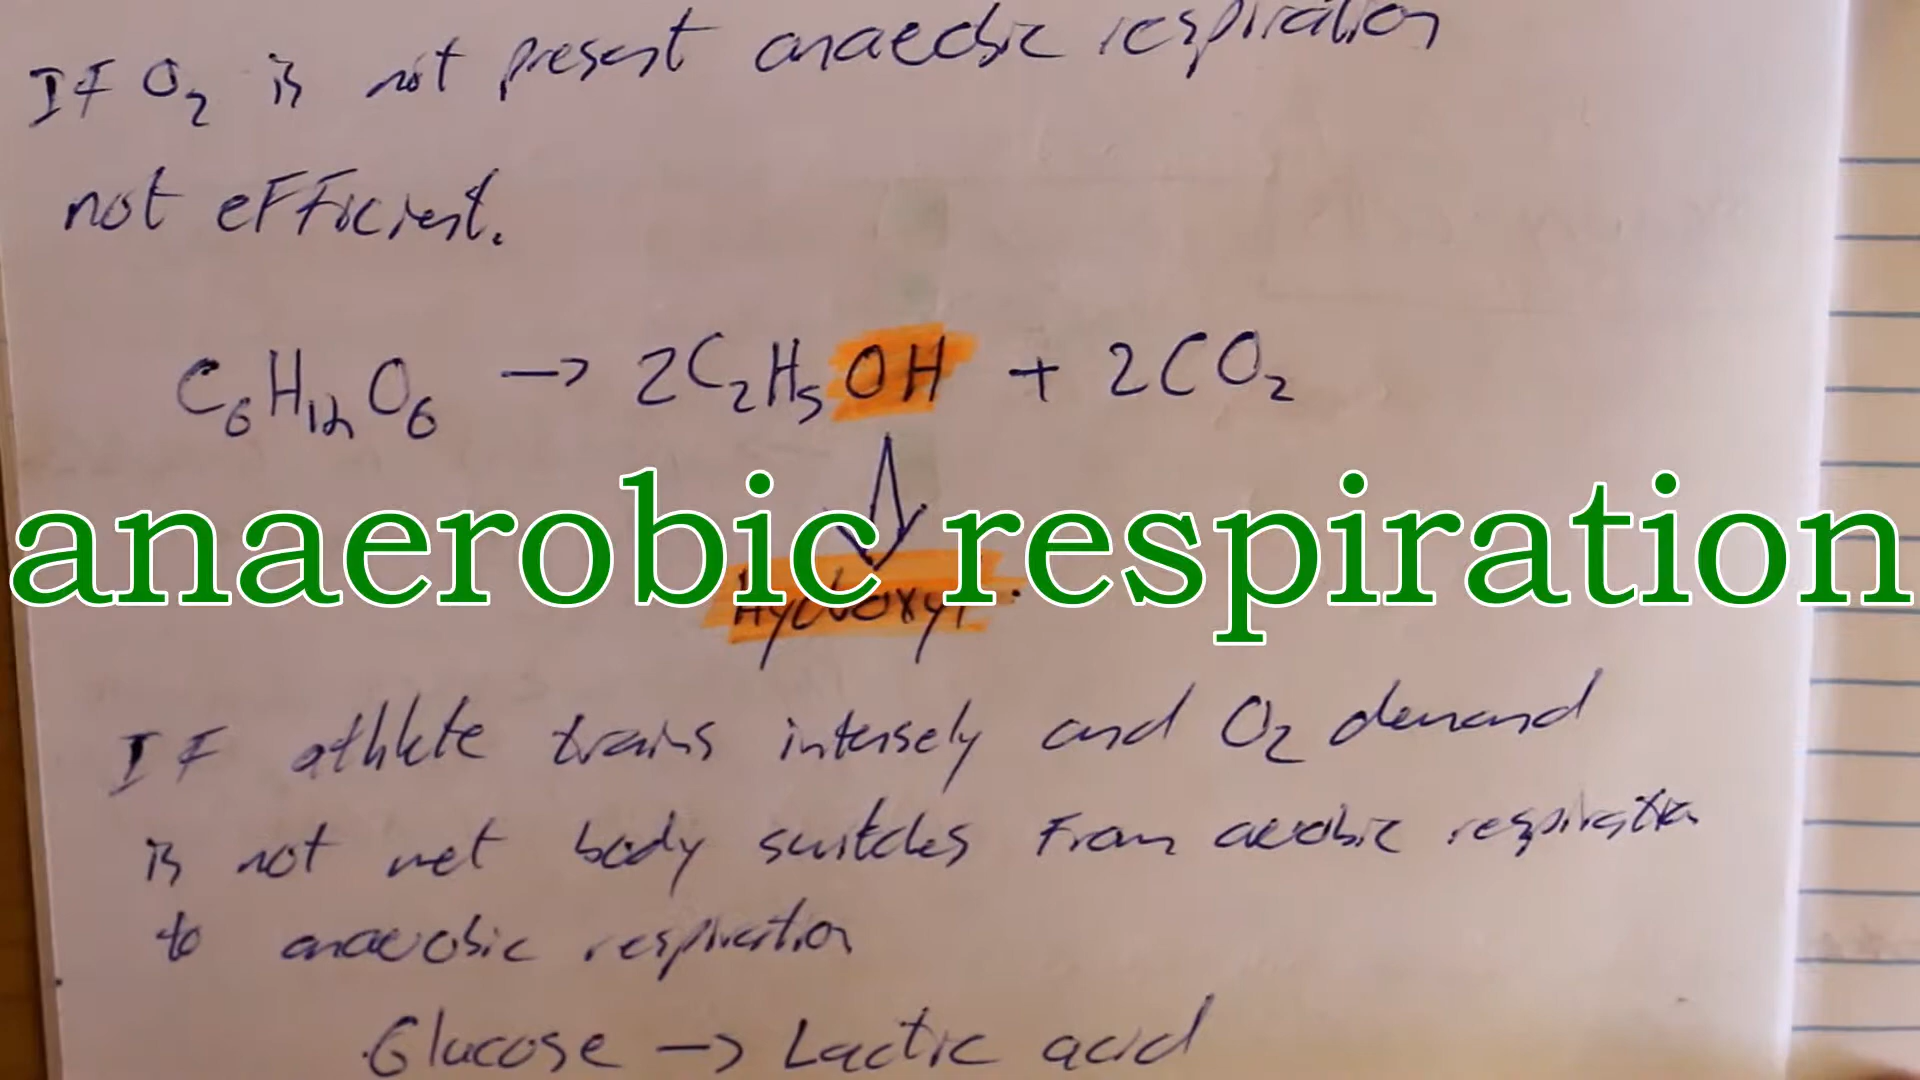 If O₂ is not present anaerobic respiration
not efficient.
C₆H₁₂O₆ → 2C₂H₅OH + 2CO₂
anaerobic respiration
Hydroxyl
If athlete trains intensely and O₂ demand
is not met body switches from aerobic respiration
to anaerobic respiration
Glucose → Lactic acid